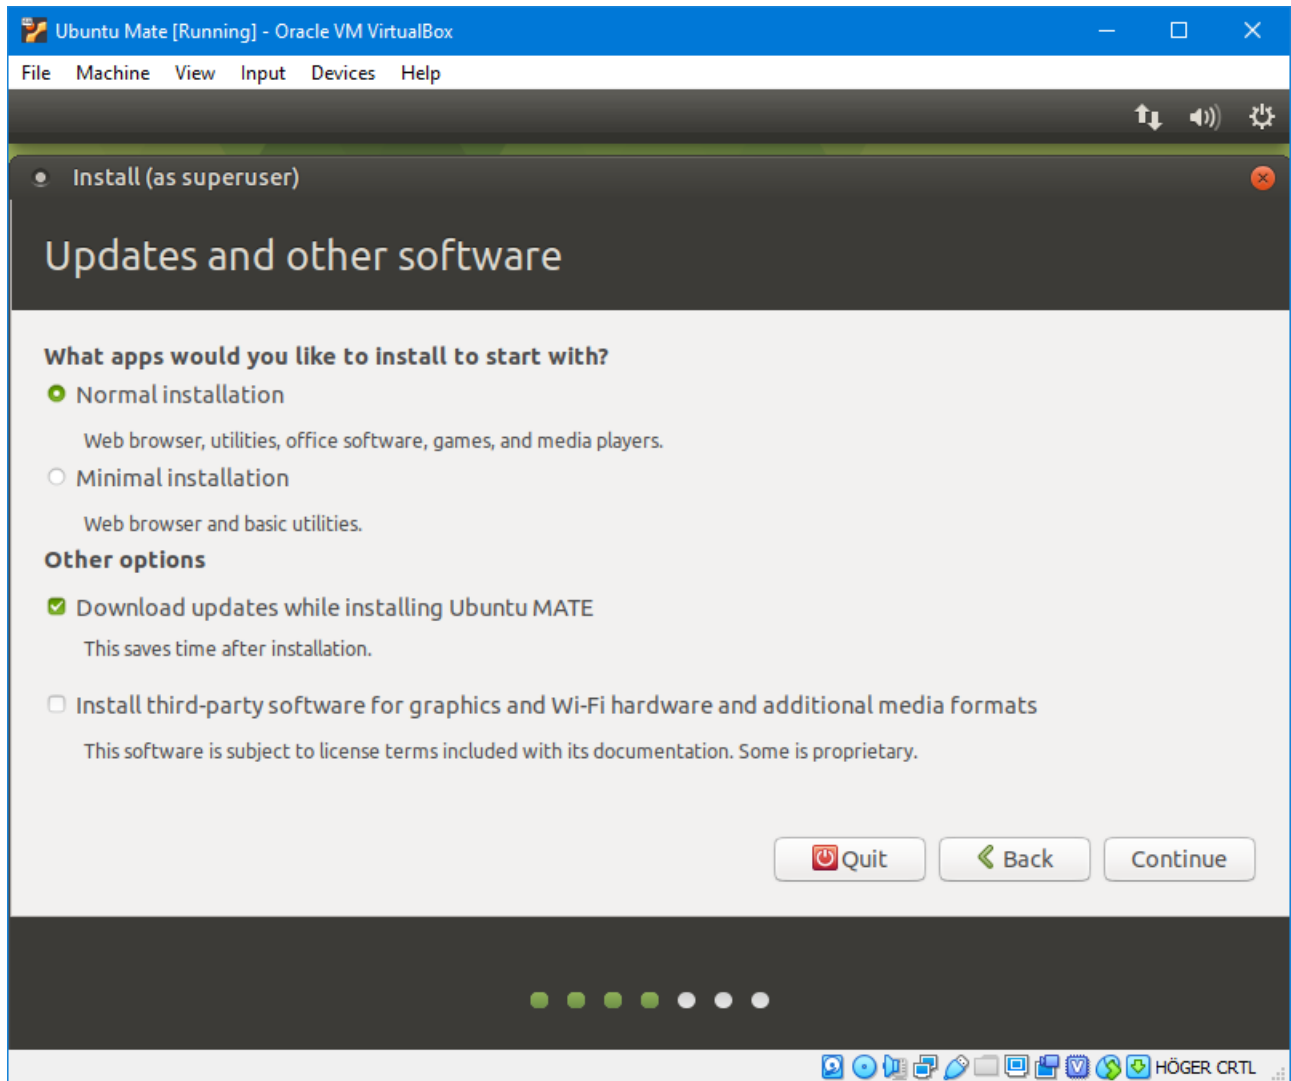 Ubuntu Mate [Running] - Oracle VM VirtualBox
File Machine View Input Devices Help
Install (as superuser)
Updates and other software
What apps would you like to install to start with?
Normal installation
Web browser, utilities, office software, games, and media players.
Minimal installation
Web browser and basic utilities.
Other options
Download updates while installing Ubuntu MATE
This saves time after installation.
Install third-party software for graphics and Wi-Fi hardware and additional media formats
This software is subject to license terms included with its documentation. Some is proprietary.
Quit Back Continue
HÖGER CRTL